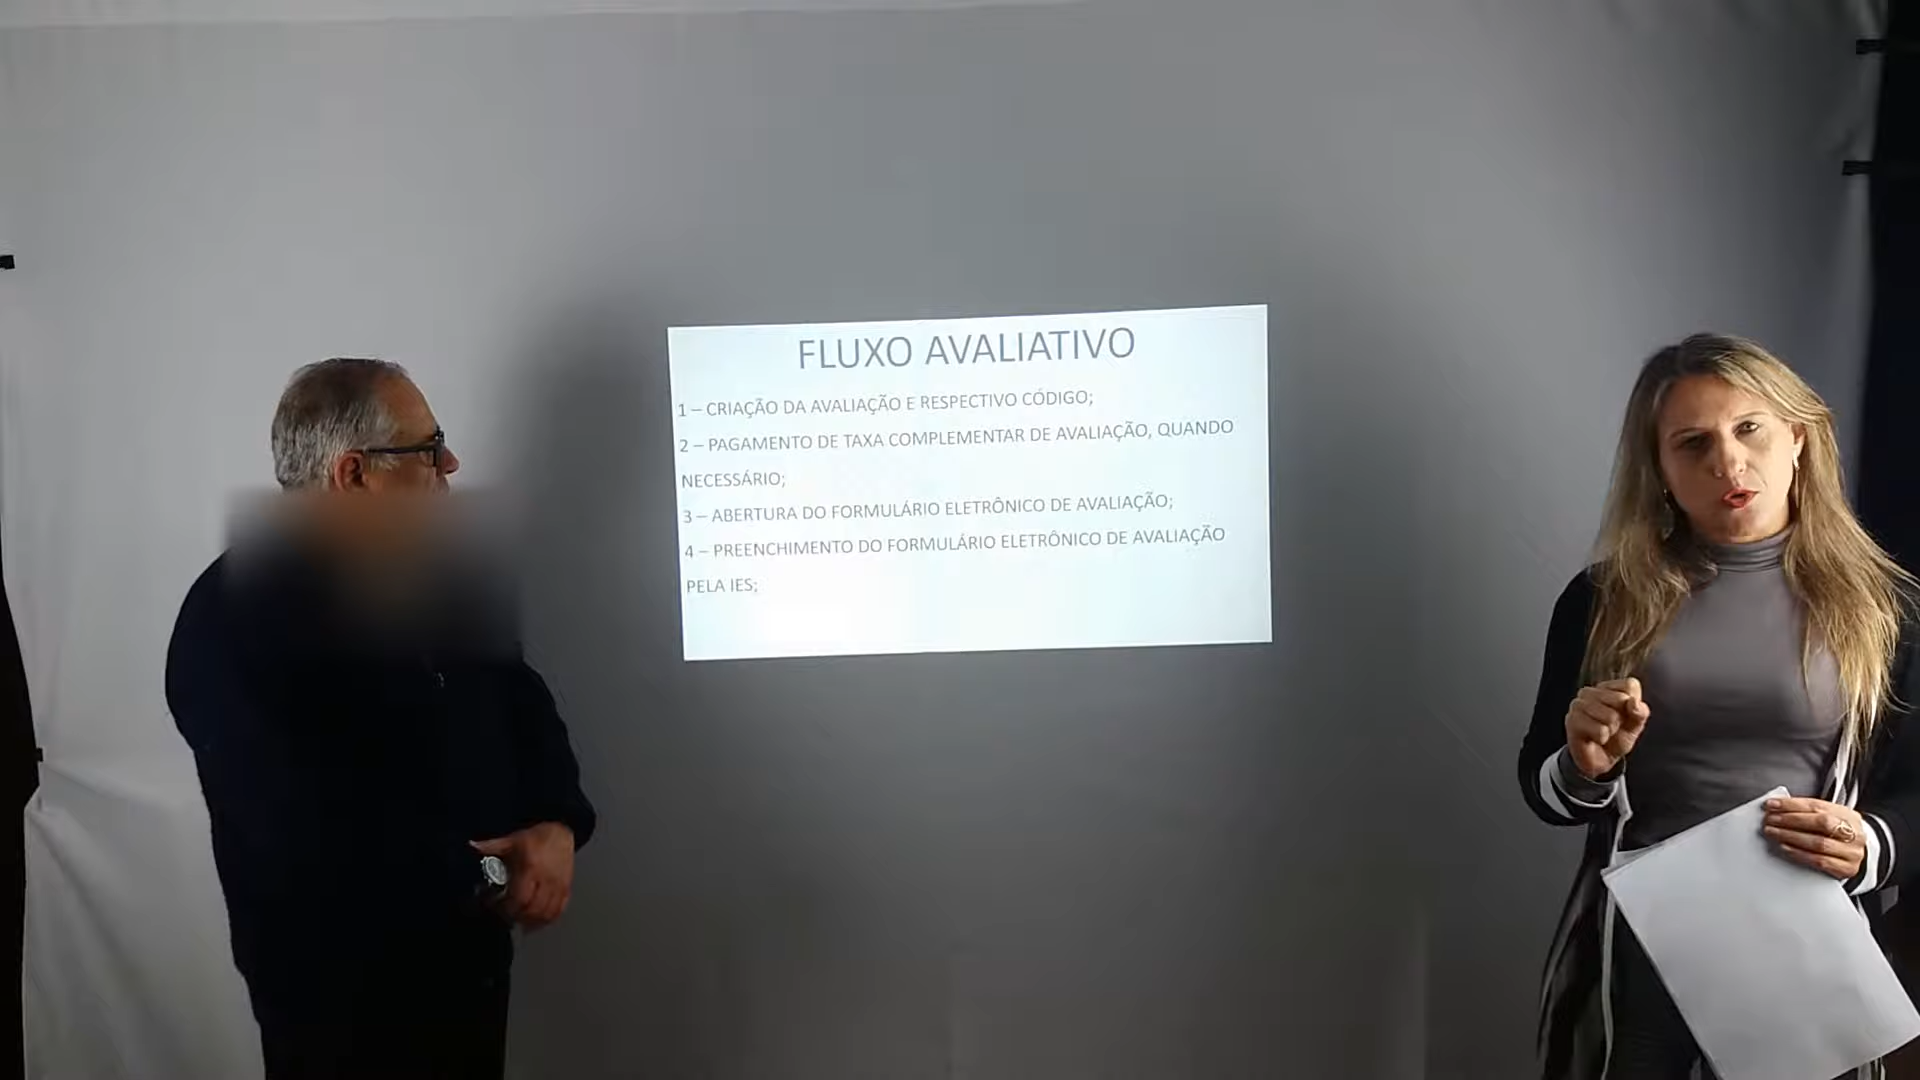 FLUXO AVALIATIVO
1 – CRIAÇÃO DA AVALIAÇÃO E RESPECTIVO CÓDIGO;
2 – PAGAMENTO DE TAXA COMPLEMENTAR DE AVALIAÇÃO, QUANDO
NECESSÁRIO;
3 – ABERTURA DO FORMULÁRIO ELETRÔNICO DE AVALIAÇÃO;
4 – PREENCHIMENTO DO FORMULÁRIO ELETRÔNICO DE AVALIAÇÃO
PELA IES;